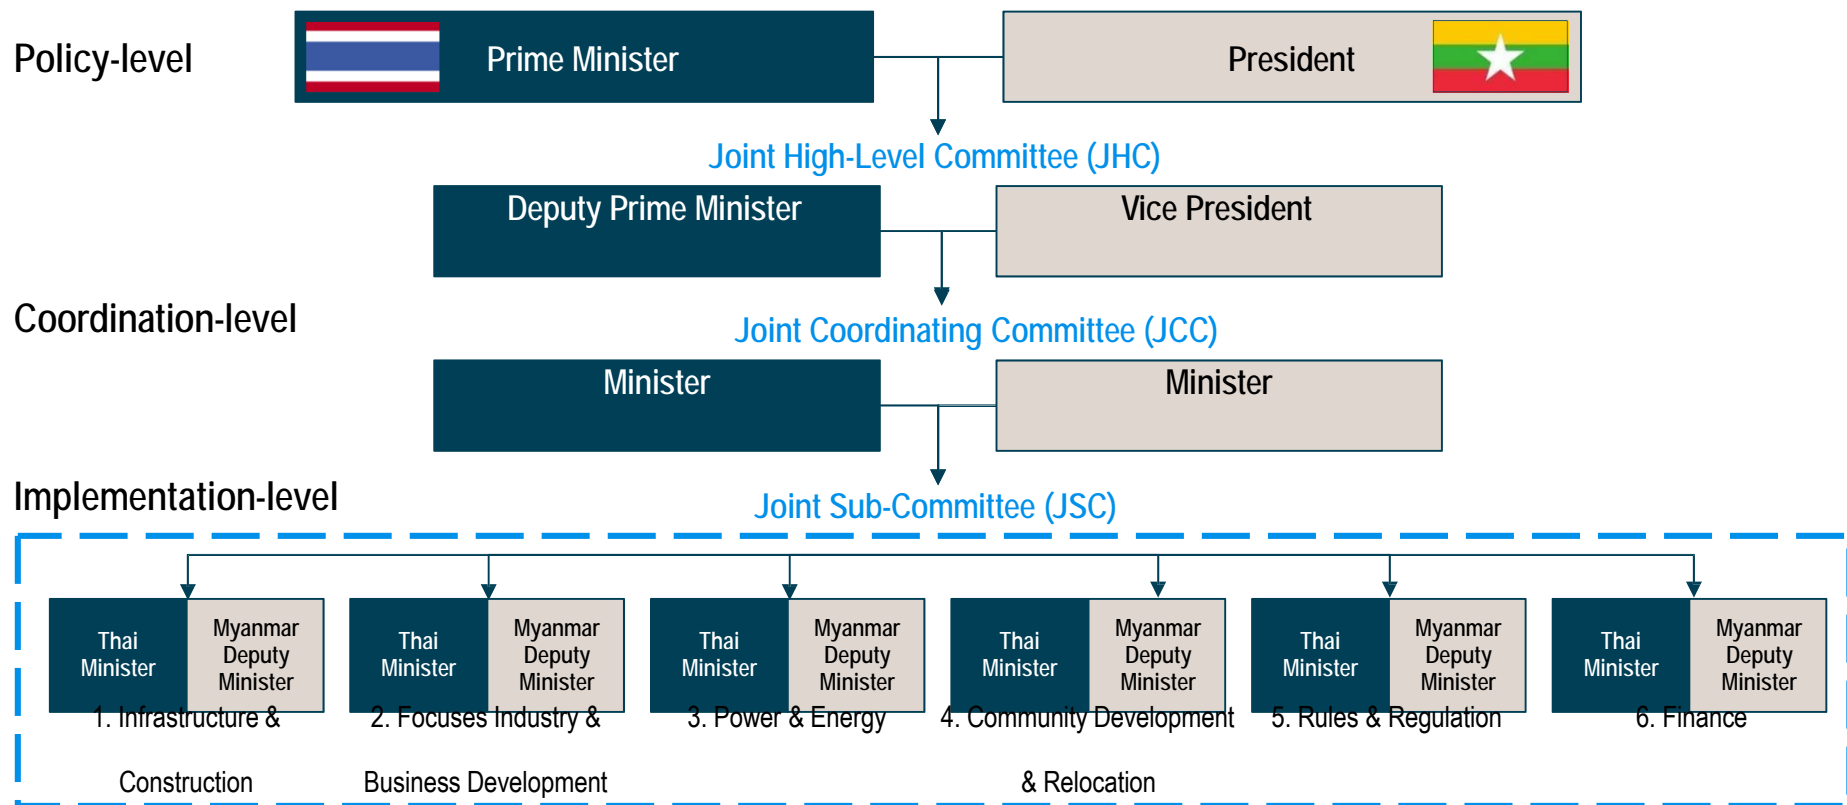 Policy-level
Prime Minister
President
Joint High-Level Committee (JHC)
Deputy Prime Minister
Vice President
Coordination-level
Joint Coordinating Committee (JCC)
Minister
Minister
Implementation-level
Joint Sub-Committee (JSC)
Thai
Minister
Myanmar
Deputy
Minister
Thai
Minister
Myanmar
Deputy
Minister
Thai
Minister
Myanmar
Deputy
Minister
Thai
Minister
Myanmar
Deputy
Minister
Thai
Minister
Myanmar
Deputy
Minister
Thai
Minister
Myanmar
Deputy
Minister
1. Infrastructure &
Construction
2. Focuses Industry &
Business Development
3. Power & Energy
4. Community Development
& Relocation
5. Rules & Regulation
6. Finance